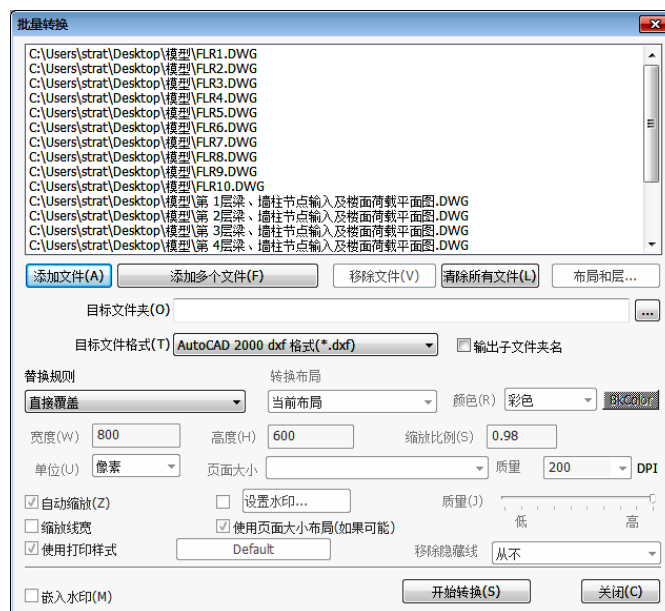 批量转换
C:\Users\strat\Desktop\模型\FLR1.DWG
C:\Users\strat\Desktop\模型\FLR2.DWG
C:\Users\strat\Desktop\模型\FLR3.DWG
C:\Users\strat\Desktop\模型\FLR4.DWG
C:\Users\strat\Desktop\模型\FLR5.DWG
C:\Users\strat\Desktop\模型\FLR6.DWG
C:\Users\strat\Desktop\模型\FLR7.DWG
C:\Users\strat\Desktop\模型\FLR8.DWG
C:\Users\strat\Desktop\模型\FLR9.DWG
C:\Users\strat\Desktop\模型\FLR10.DWG
C:\Users\strat\Desktop\模型\第 1层梁、墙柱节点输入及楼面荷载平面图.DWG
C:\Users\strat\Desktop\模型\第 2层梁、墙柱节点输入及楼面荷载平面图.DWG
C:\Users\strat\Desktop\模型\第 3层梁、墙柱节点输入及楼面荷载平面图.DWG
C:\Users\strat\Desktop\模型\第 4层梁、墙柱节点输入及楼面荷载平面图.DWG
添加文件(A) 添加多个文件(F) 移除文件(V) 清除所有文件(L) 布局和层...
目标文件夹(O) ...
目标文件格式(T) AutoCAD 2000 dxf 格式(*.dxf) 输出子文件夹名
替换规则 转换布局
直接覆盖 当前布局 颜色(R) 彩色 BkColor
宽度(W) 800 高度(H) 600 缩放比例(S) 0.98
单位(U) 像素 页面大小 质量 200 DPI
自动缩放(Z) 设置水印... 质量(J)
缩放线宽 使用页面大小布局(如果可能) 低 高
使用打印样式 Default 移除隐藏线 从不
嵌入水印(M) 开始转换(S) 关闭(C)